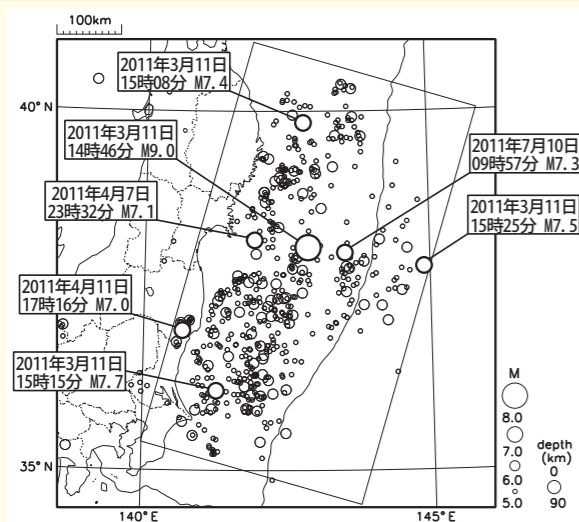 100km
2011年3月11日
15時08分 M7.4
40°N
2011年3月11日
14時46分 M9.0
2011年7月10日
09時57分 M7.3
2011年4月7日
23時32分 M7.1
2011年3月11日
15時25分 M7.5
2011年4月11日
17時16分 M7.0
2011年3月11日
15時15分 M7.7
M
8.0
7.0
6.0
5.0
depth
(km)
0
90
35°N
140°E
145°E